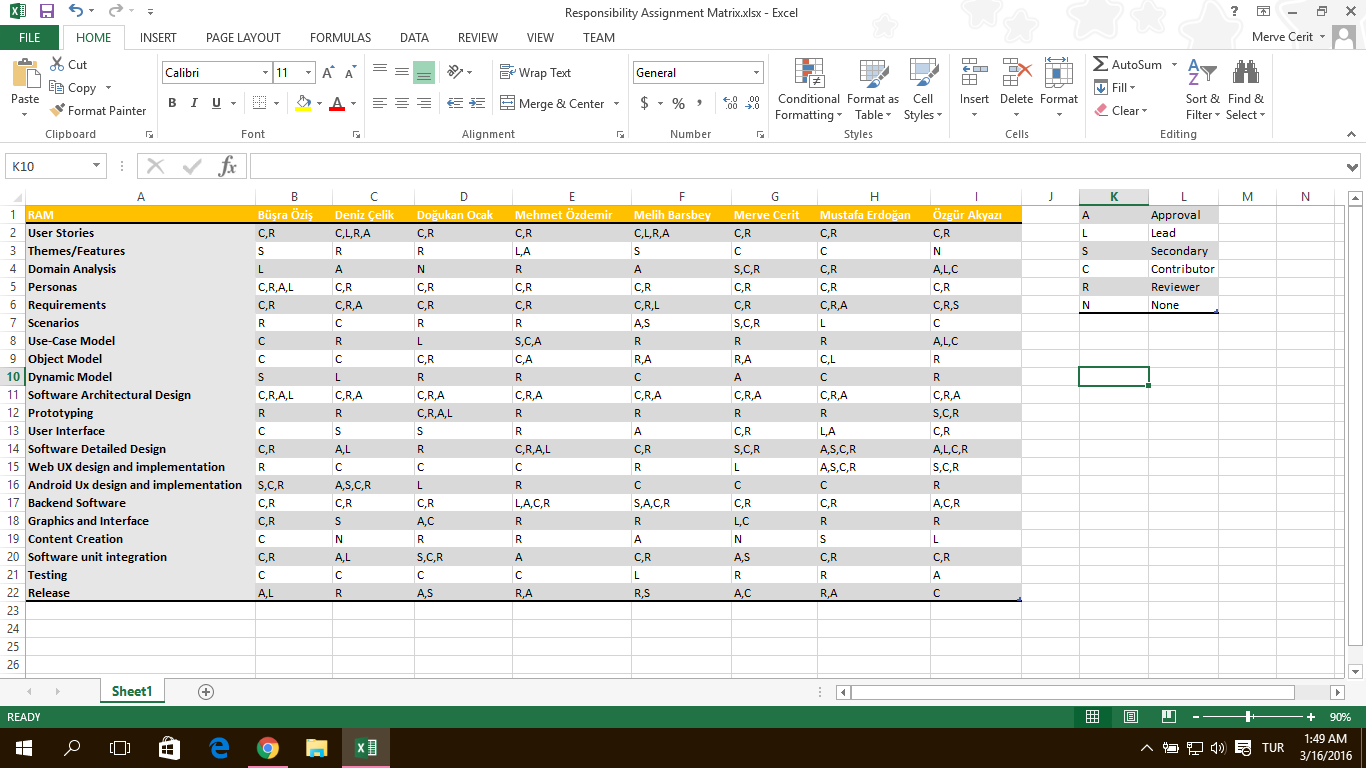 Responsibility Assignment Matrix.xlsx - Excel
FILE HOME INSERT PAGE LAYOUT FORMULAS DATA REVIEW VIEW TEAM Merve Cerit
Paste Cut Copy Format Painter
Clipboard
Calibri 11 A A
B I U A
Font
Wrap Text
Merge & Center
Alignment
General
$ % , .0 .00 .00 .0
Number
Conditional Formatting Format as Table Cell Styles
Styles
Insert Delete Format
Cells
AutoSum Fill Clear
Sort & Filter Find & Select
Editing
K10 fx
A B C D E F G H I J K L M N
1 RAM Büşra Öziş Deniz Çelik Doğukan Ocak Mehmet Özdemir Melih Barsbey Merve Cerit Mustafa Erdoğan Özgür Akyazı A Approval
2 User Stories C,R C,L,R,A C,R C,R C,L,R,A C,R C,R C,R L Lead
3 Themes/Features S R R L,A S C C N S Secondary
4 Domain Analysis L A N R A S,C,R C,R A,L,C C Contributor
5 Personas C,R,A,L C,R C,R C,R C,R C,R C,R C,R R Reviewer
6 Requirements C,R C,R,A C,R C,R C,R,L C,R C,R,A C,R,S N None
7 Scenarios R C R R A,S S,C,R L C
8 Use-Case Model C R L S,C,A R R R A,L,C
9 Object Model C C C,R C,A R,A R,A C,L R
10 Dynamic Model S L R R C A C R
11 Software Architectural Design C,R,A,L C,R,A C,R,A C,R,A C,R,A C,R,A C,R,A C,R,A
12 Prototyping R R C,R,A,L R R R R S,C,R
13 User Interface C S S R A C,R L,A C,R
14 Software Detailed Design C,R A,L R C,R,A,L C,R S,C,R A,S,C,R A,L,C,R
15 Web UX design and implementation R C C C R L A,S,C,R S,C,R
16 Android Ux design and implementation S,C,R A,S,C,R L R C C C R
17 Backend Software C,R C,R C,R L,A,C,R S,A,C,R C,R C,R A,C,R
18 Graphics and Interface C,R S A,C R R L,C R R
19 Content Creation C N R R A N S L
20 Software unit integration C,R A,L S,C,R A C,R A,S C,R C,R
21 Testing C C C C L R R A
22 Release A,L R A,S R,A R,S A,C R,A C
23
24
25
26
Sheet1
READY 90%
TUR 1:49 AM
3/16/2016